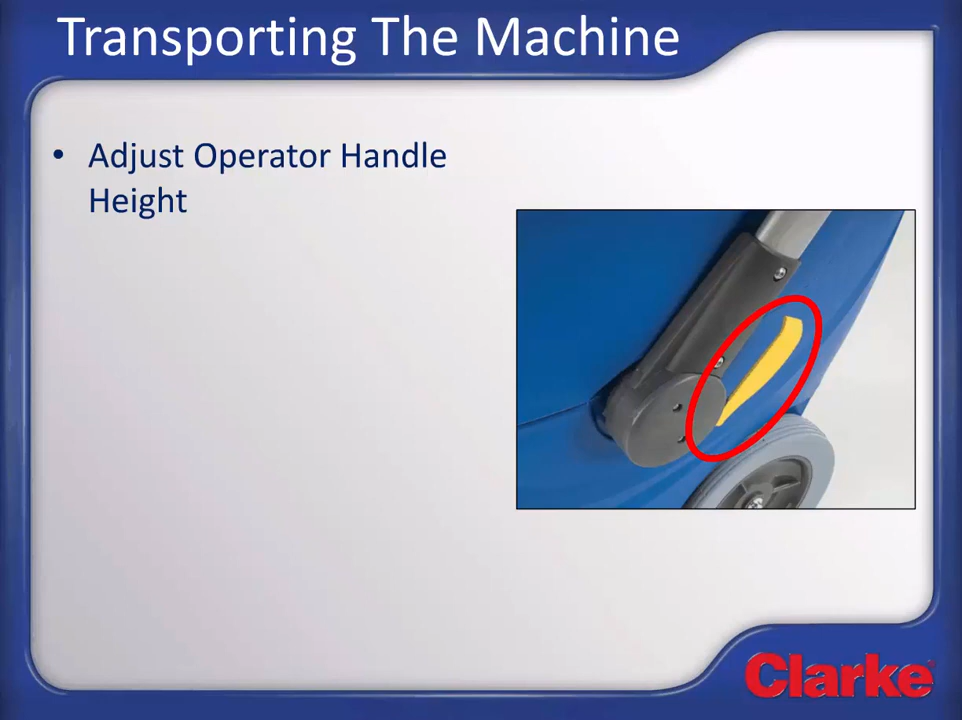 Transporting The Machine
• Adjust Operator Handle
Height
Clarke